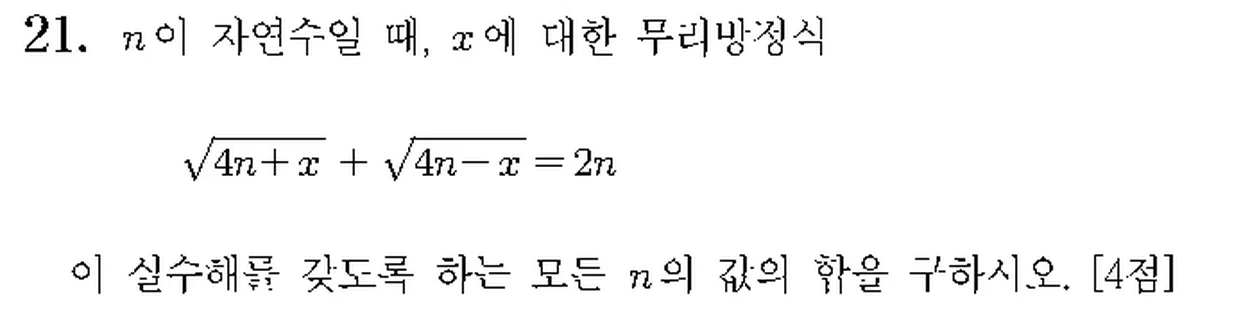 21. n이 자연수일 때, x에 대한 무리방정식
√(4n+x) + √(4n−x) = 2n
이 실수해를 갖도록 하는 모든 n의 값의 합을 구하시오. [4점]